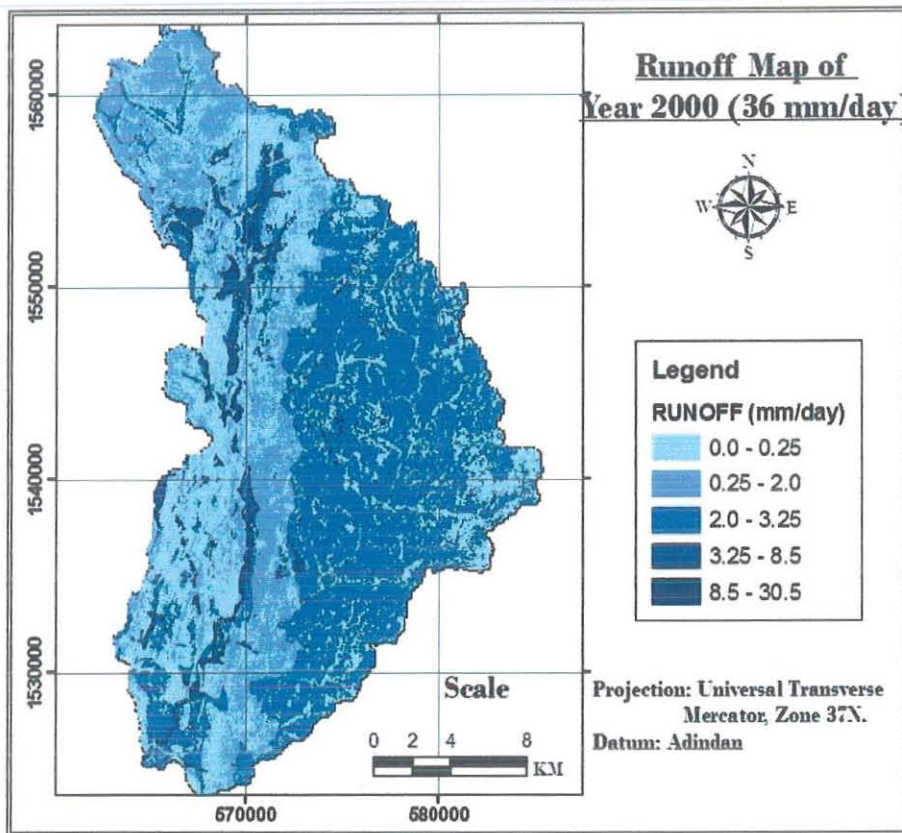 Runoff Map of
Year 2000 (36 mm/day)
N
W E
S
1560000
1550000
1540000
1530000
670000 680000
Legend
RUNOFF (mm/day)
0.0 - 0.25
0.25 - 2.0
2.0 - 3.25
3.25 - 8.5
8.5 - 30.5
Scale
0 2 4 8
KM
Projection: Universal Transverse
Mercator, Zone 37N.
Datum: Adindan